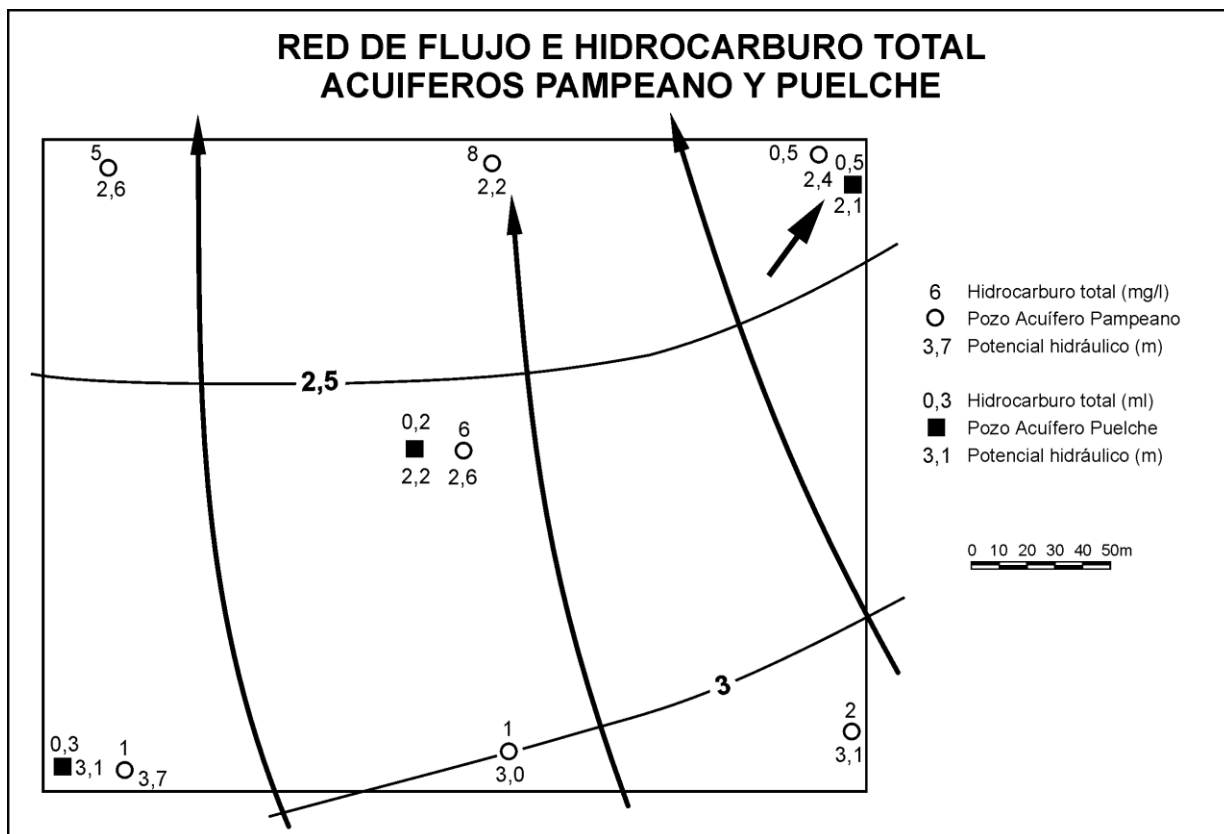 RED DE FLUJO E HIDROCARBURO TOTAL
ACUIFEROS PAMPEANO Y PUELCHE
5
2,6
8
2,2
0,5
2,4
0,5
2,1
2,5
0,2
2,2
6
2,6
3
0,3
3,1
1
3,7
1
3,0
2
3,1
6 Hidrocarburo total (mg/l)
Pozo Acuífero Pampeano
3,7 Potencial hidráulico (m)
0,3 Hidrocarburo total (ml)
Pozo Acuífero Puelche
3,1 Potencial hidráulico (m)
0 10 20 30 40 50m